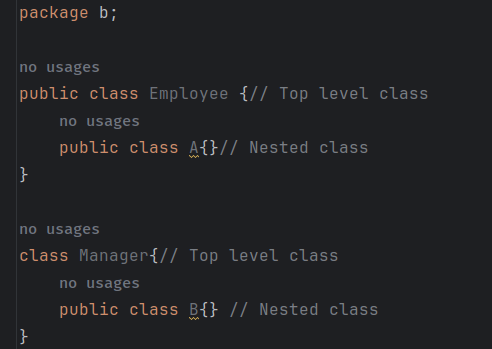 package b;
no usages
public class Employee {// Top level class
no usages
public class A{}// Nested class
}
no usages
class Manager{// Top level class
no usages
public class B{} // Nested class
}